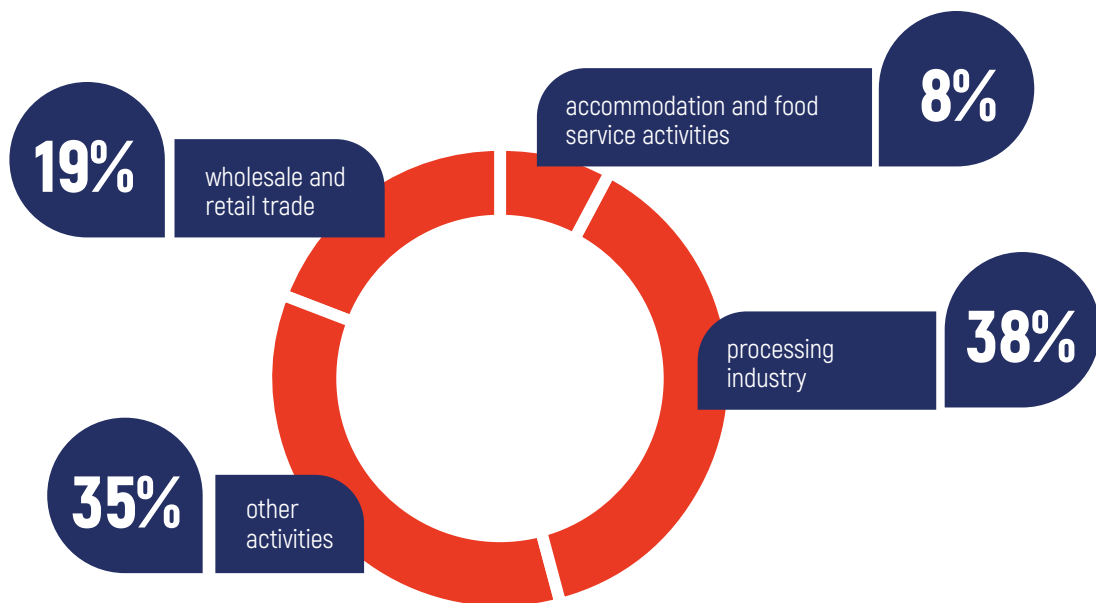 accommodation and food
service activities
8%
19%
wholesale and
retail trade
processing
industry
38%
35%
other
activities